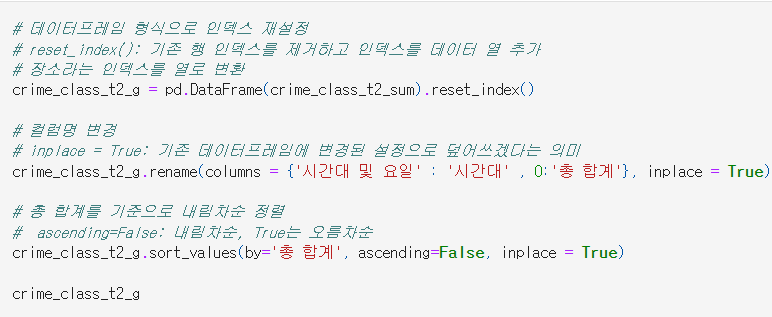 # 데이터프레임 형식으로 인덱스 재설정
# reset_index(): 기존 행 인덱스를 제거하고 인덱스를 데이터 열 추가
# 장소라는 인덱스를 열로 변환
crime_class_t2_g = pd.DataFrame(crime_class_t2_sum).reset_index()
# 컬럼명 변경
# inplace = True: 기존 데이터프레임에 변경된 설정으로 덮어쓰겠다는 의미
crime_class_t2_g.rename(columns = {'시간대 및 요일' : '시간대' , 0:'총 합계'}, inplace = True)
# 총 합계를 기준으로 내림차순 정렬
# ascending=False: 내림차순, True는 오름차순
crime_class_t2_g.sort_values(by='총 합계', ascending=False, inplace = True)
crime_class_t2_g